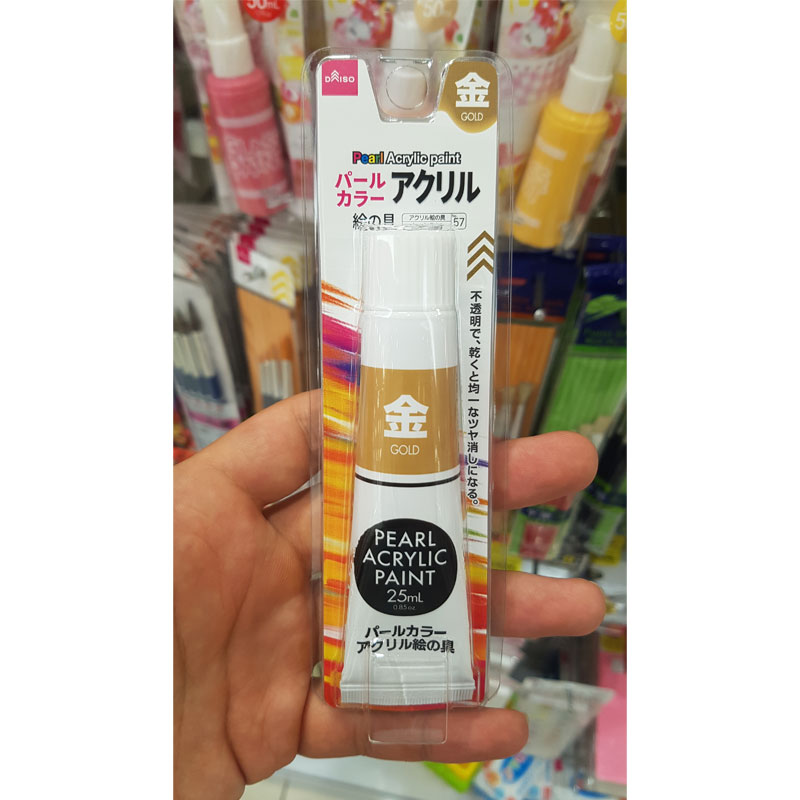 DAISO
金
GOLD
Pearl Acrylic paint
パール
カラー
アクリル
絵の具
アクリル絵の具
57
不透明で、乾くと均一なツヤ消しになる。
金
GOLD
PEARL
ACRYLIC
PAINT
25mL
0.85oz
パールカラー
アクリル絵の具